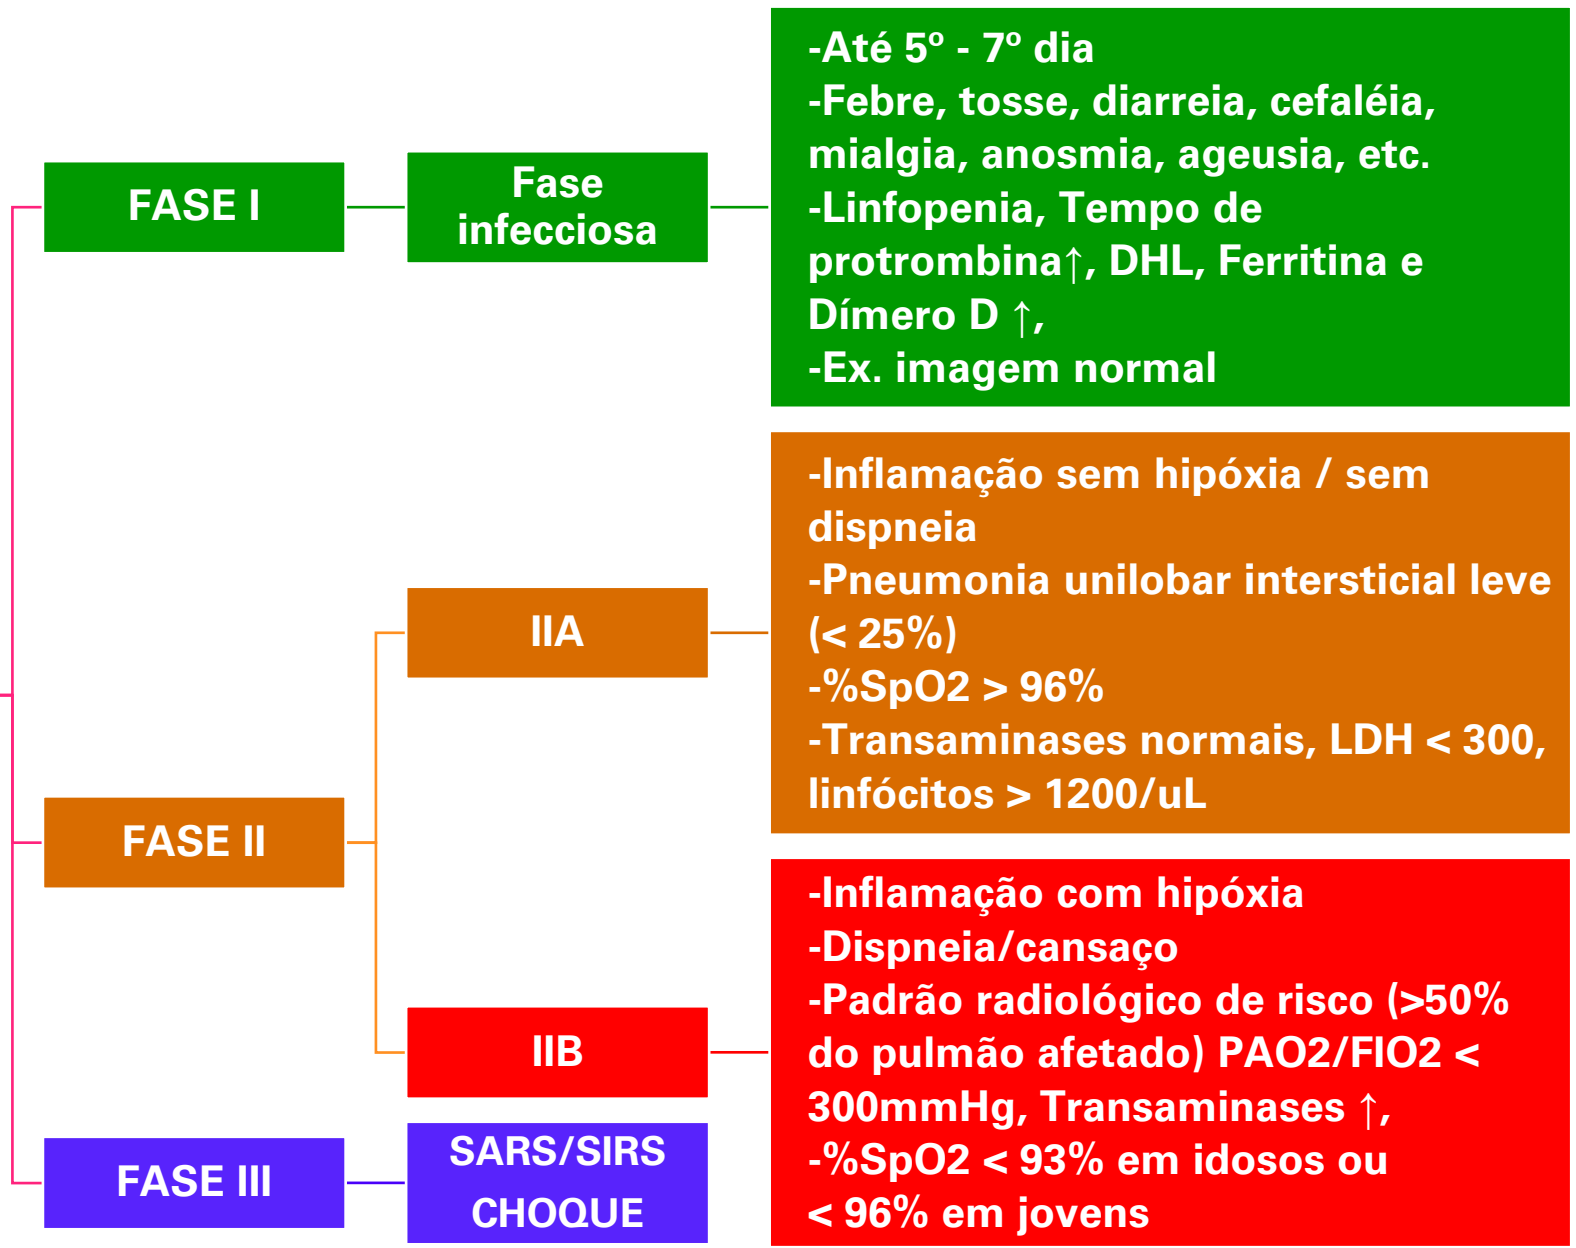 FASE I
Fase
infecciosa
-Até 5º - 7º dia
-Febre, tosse, diarreia, cefaléia,
mialgia, anosmia, ageusia, etc.
-Linfopenia, Tempo de
protrombina↑, DHL, Ferritina e
Dímero D ↑,
-Ex. imagem normal
FASE II
IIA
-Inflamação sem hipóxia / sem
dispneia
-Pneumonia unilobar intersticial leve
(< 25%)
-%SpO2 > 96%
-Transaminases normais, LDH < 300,
linfócitos > 1200/uL
IIB
-Inflamação com hipóxia
-Dispneia/cansaço
-Padrão radiológico de risco (>50%
do pulmão afetado) PAO2/FIO2 <
300mmHg, Transaminases ↑,
-%SpO2 < 93% em idosos ou
< 96% em jovens
FASE III
SARS/SIRS
CHOQUE